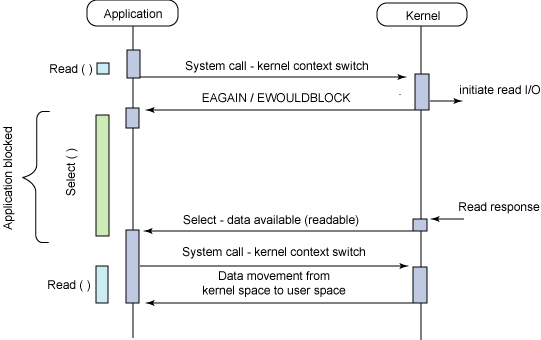 Application
Kernel
Read ( )
System call - kernel context switch
initiate read I/O
EAGAIN / EWOULDBLOCK
Application blocked
Select ( )
Read response
Select - data available (readable)
System call - kernel context switch
Read ( )
Data movement from
kernel space to user space